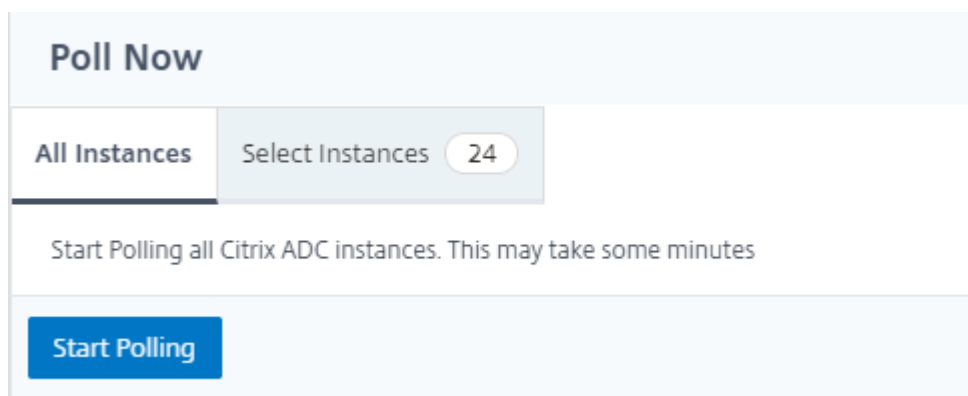 Poll Now
All Instances Select Instances 24
Start Polling all Citrix ADC instances. This may take some minutes
Start Polling